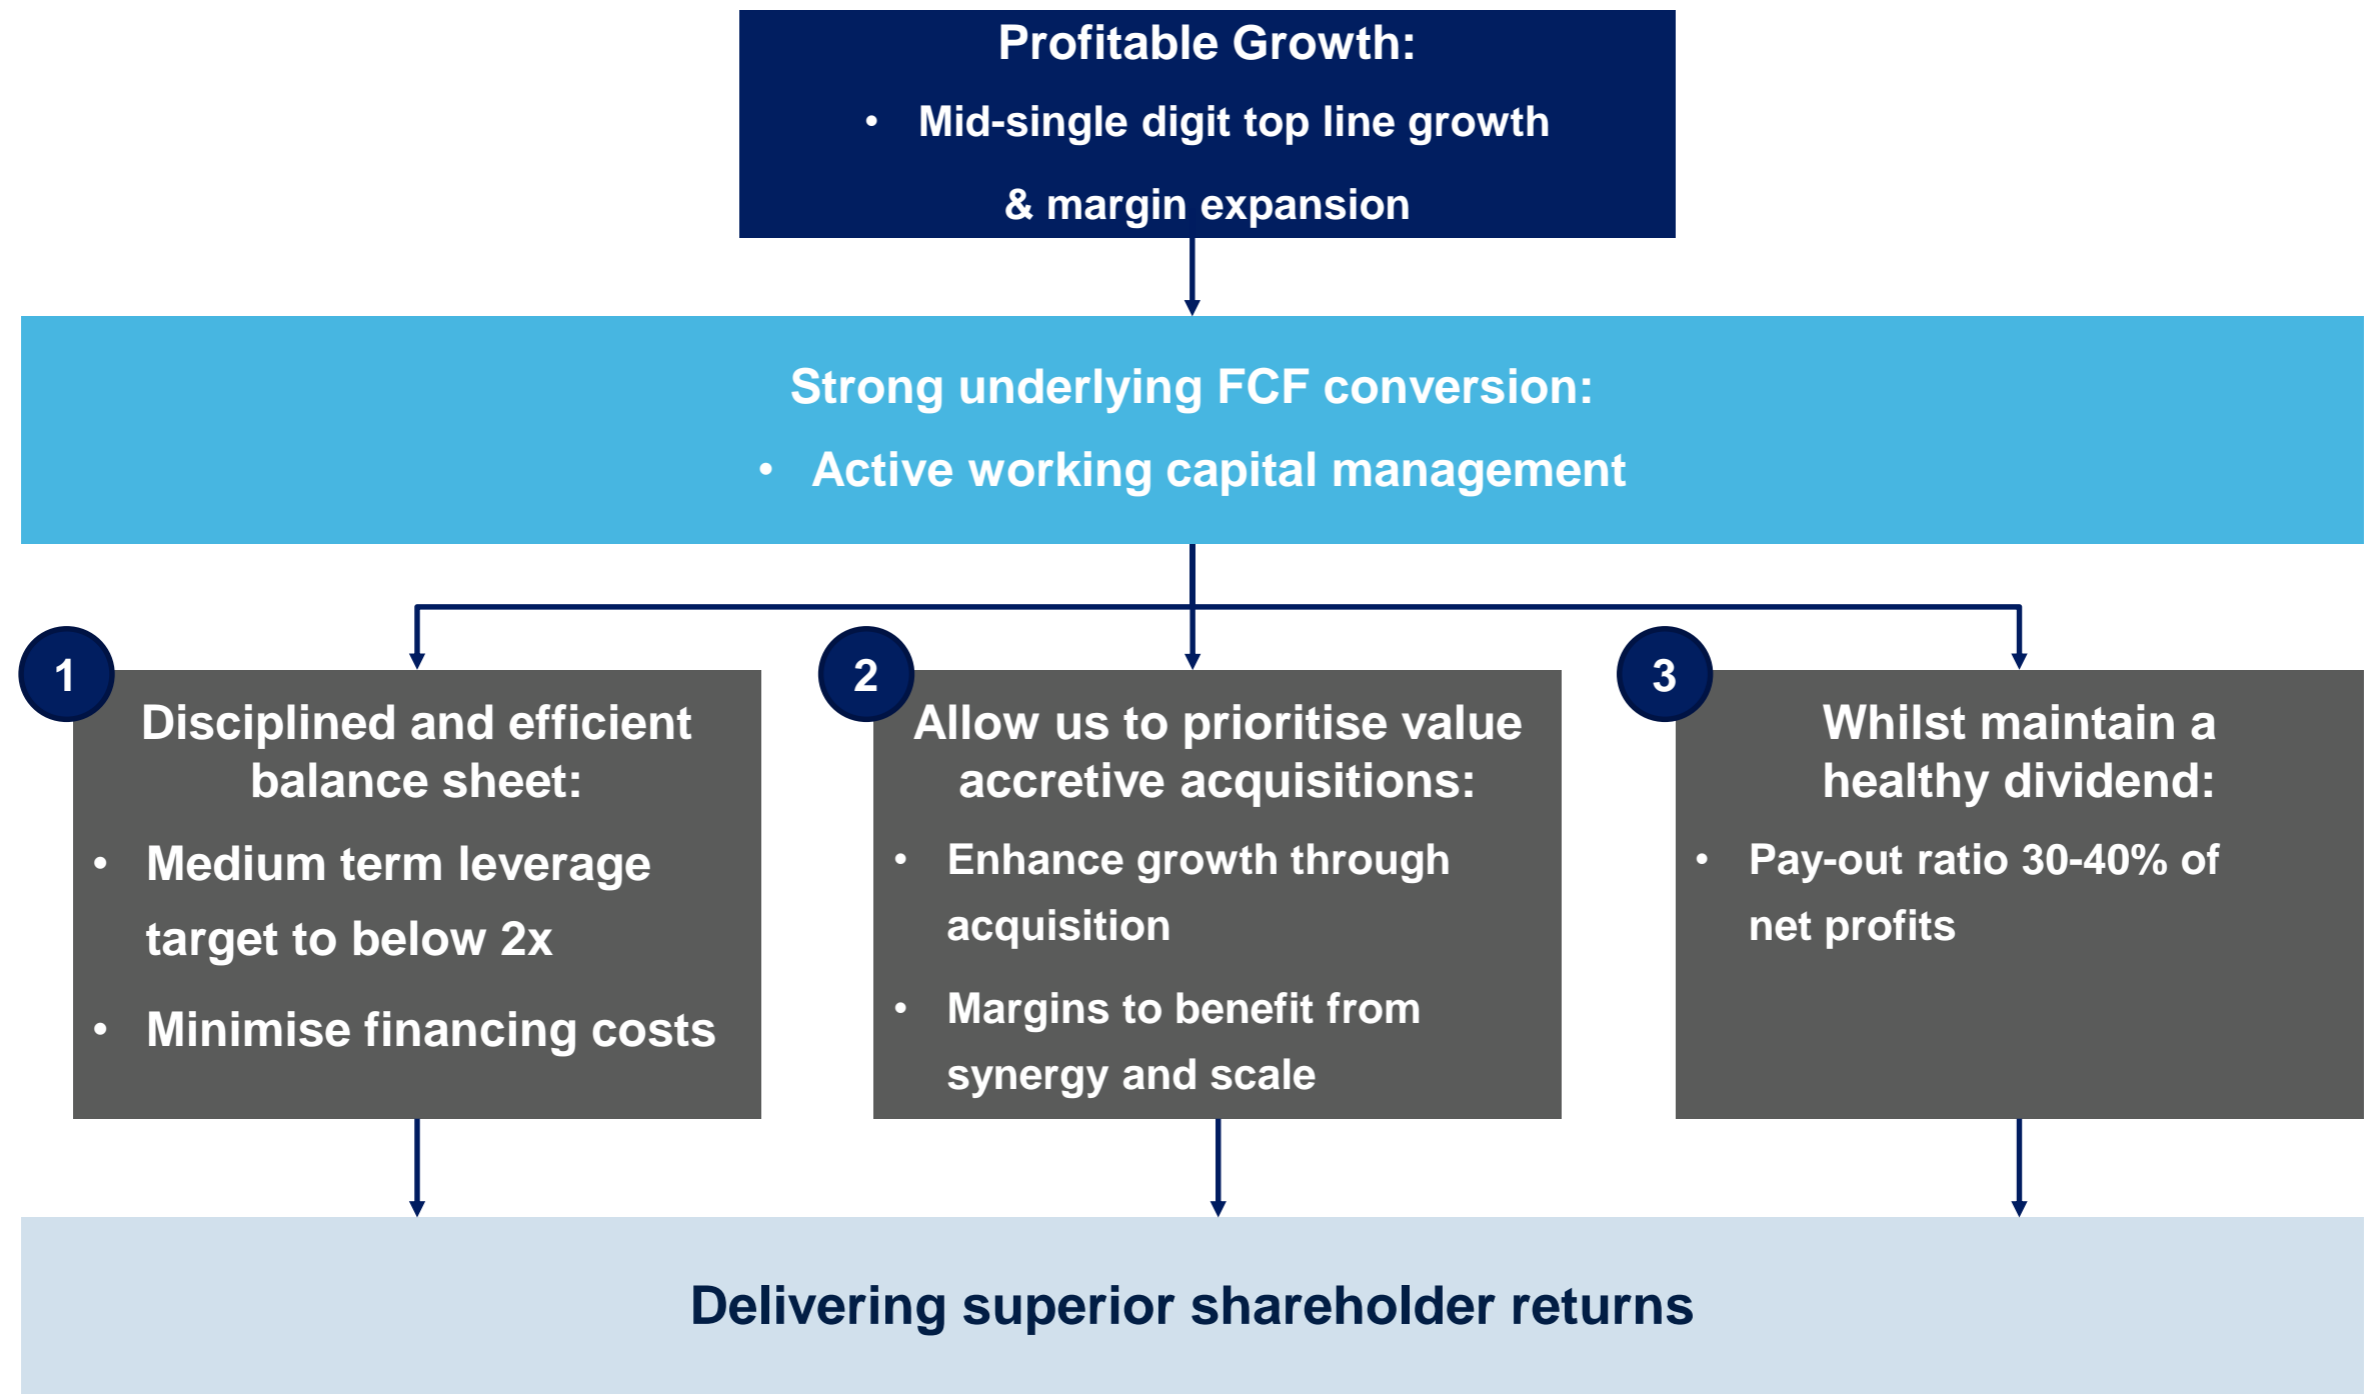 Profitable Growth:
• Mid-single digit top line growth
& margin expansion
Strong underlying FCF conversion:
• Active working capital management
1
Disciplined and efficient
balance sheet:
• Medium term leverage
target to below 2x
• Minimise financing costs
2
Allow us to prioritise value
accretive acquisitions:
• Enhance growth through
acquisition
• Margins to benefit from
synergy and scale
3
Whilst maintain a
healthy dividend:
• Pay-out ratio 30-40% of
net profits
Delivering superior shareholder returns